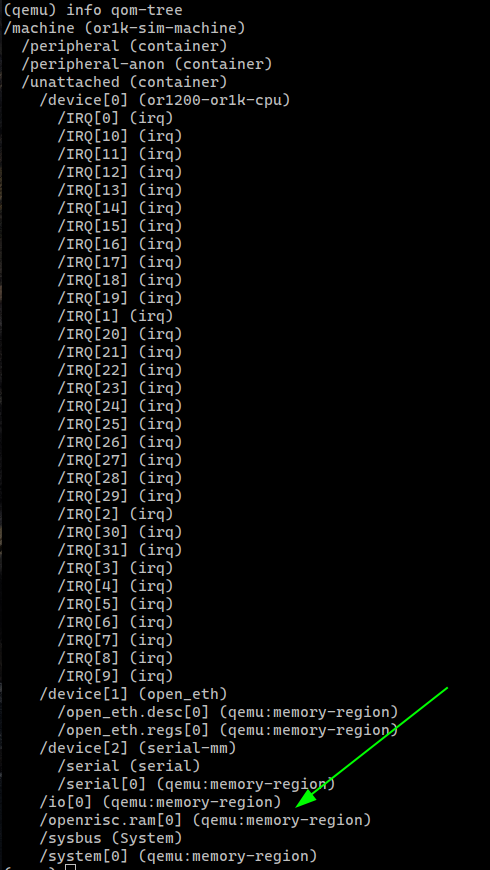 (qemu) info qom-tree
/machine (or1k-sim-machine)
  /peripheral (container)
  /peripheral-anon (container)
  /unattached (container)
    /device[0] (or1200-or1k-cpu)
      /IRQ[0] (irq)
      /IRQ[10] (irq)
      /IRQ[11] (irq)
      /IRQ[12] (irq)
      /IRQ[13] (irq)
      /IRQ[14] (irq)
      /IRQ[15] (irq)
      /IRQ[16] (irq)
      /IRQ[17] (irq)
      /IRQ[18] (irq)
      /IRQ[19] (irq)
      /IRQ[1] (irq)
      /IRQ[20] (irq)
      /IRQ[21] (irq)
      /IRQ[22] (irq)
      /IRQ[23] (irq)
      /IRQ[24] (irq)
      /IRQ[25] (irq)
      /IRQ[26] (irq)
      /IRQ[27] (irq)
      /IRQ[28] (irq)
      /IRQ[29] (irq)
      /IRQ[2] (irq)
      /IRQ[30] (irq)
      /IRQ[31] (irq)
      /IRQ[3] (irq)
      /IRQ[4] (irq)
      /IRQ[5] (irq)
      /IRQ[6] (irq)
      /IRQ[7] (irq)
      /IRQ[8] (irq)
      /IRQ[9] (irq)
    /device[1] (open_eth)
      /open_eth.desc[0] (qemu:memory-region)
      /open_eth.regs[0] (qemu:memory-region)
    /device[2] (serial-mm)
      /serial (serial)
      /serial[0] (qemu:memory-region)
    /io[0] (qemu:memory-region)
    /openrisc.ram[0] (qemu:memory-region)
    /sysbus (System)
    /system[0] (qemu:memory-region)